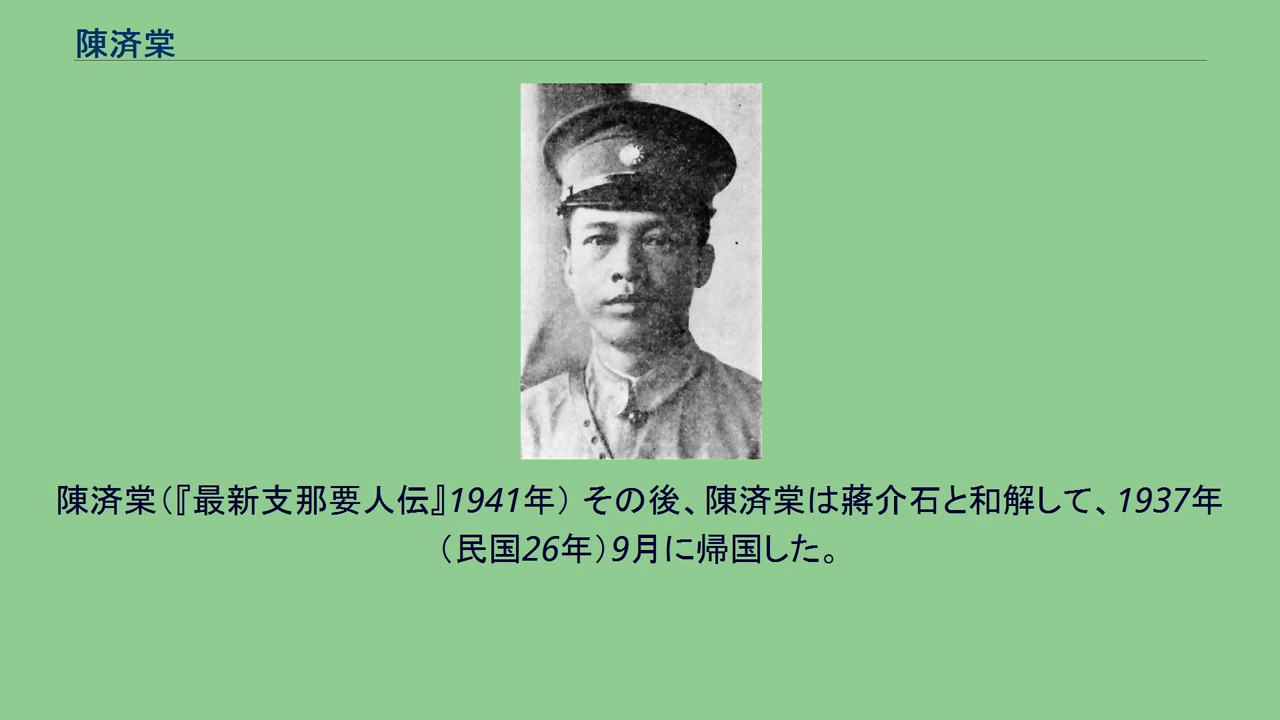 陳済棠
陳済棠（『最新支那要人伝』1941年） その後、陳済棠は蔣介石と和解して、1937年
（民国26年）9月に帰国した。